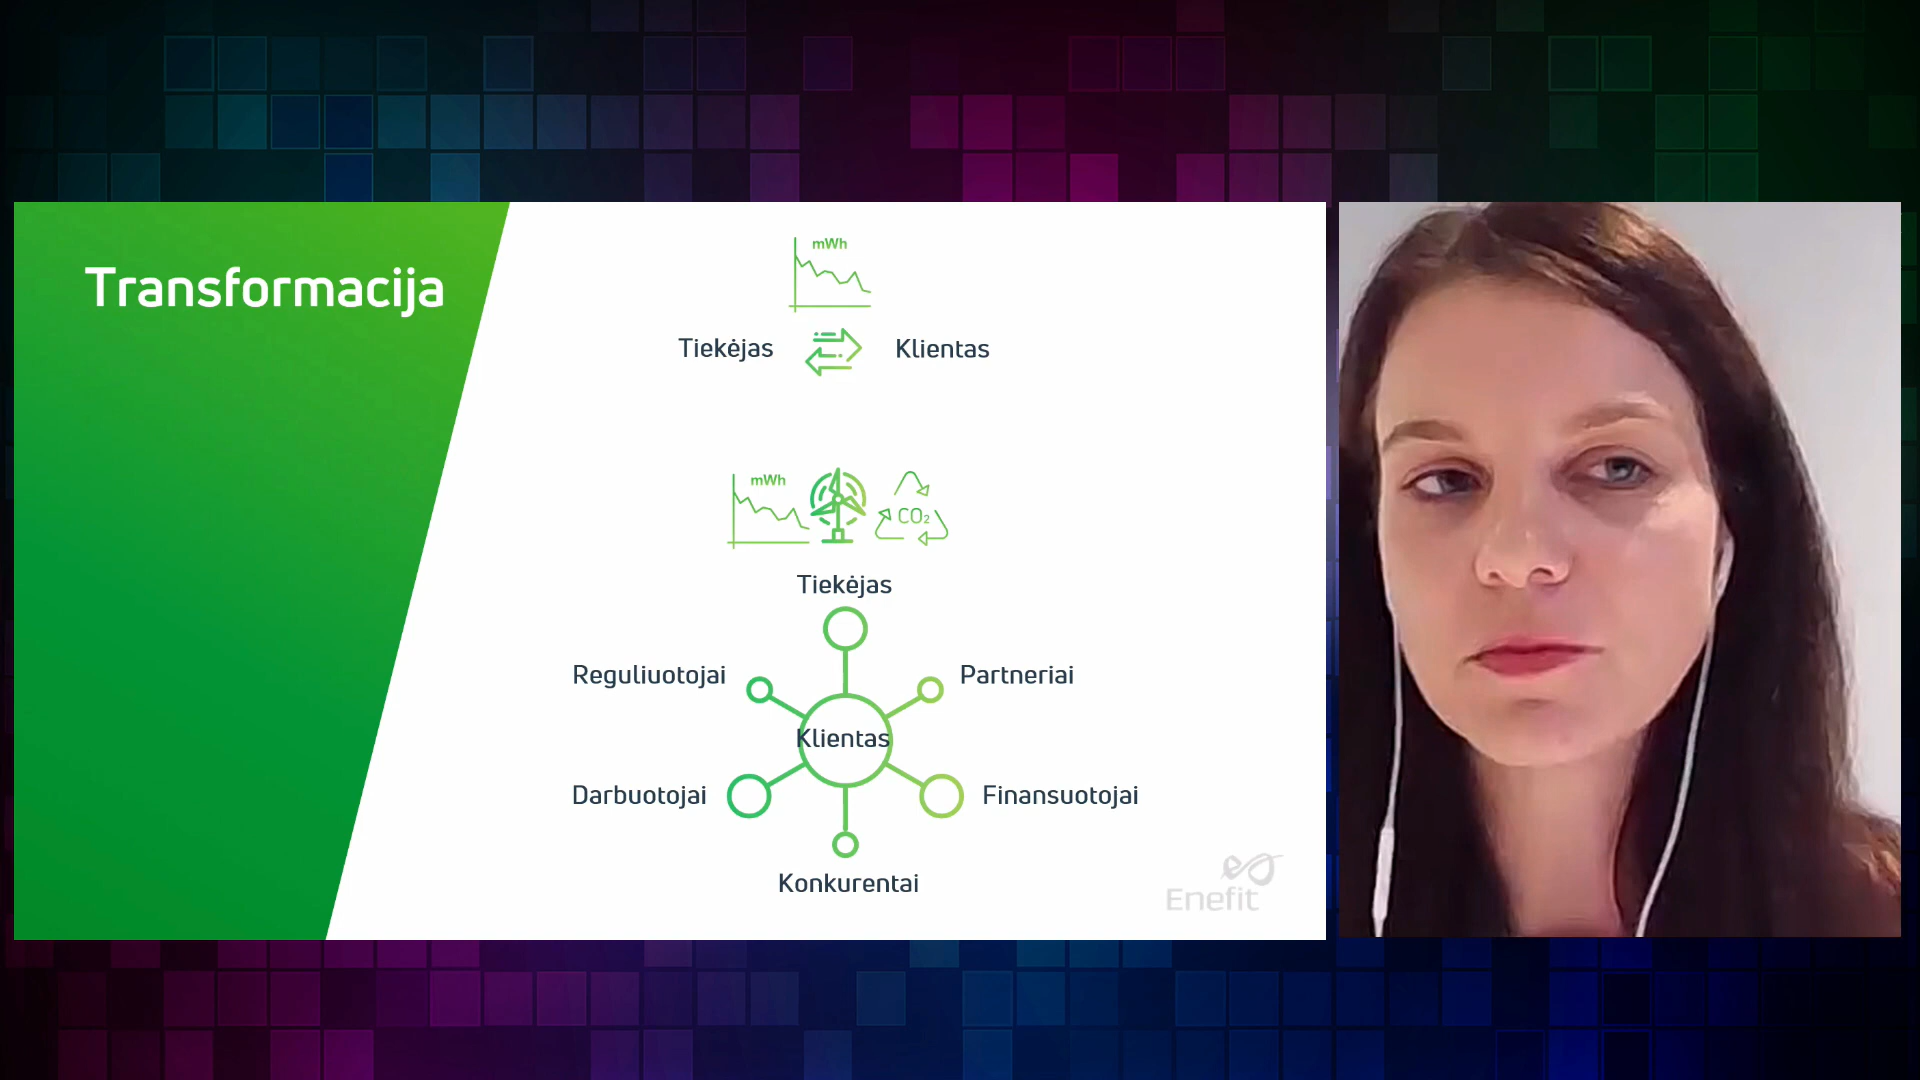 Transformacija
mWh
Tiekėjas
Klientas
mWh
CO₂
Tiekėjas
Reguliuotojai
Partneriai
Klientas
Darbuotojai
Finansuotojai
Konkurentai
Enefit